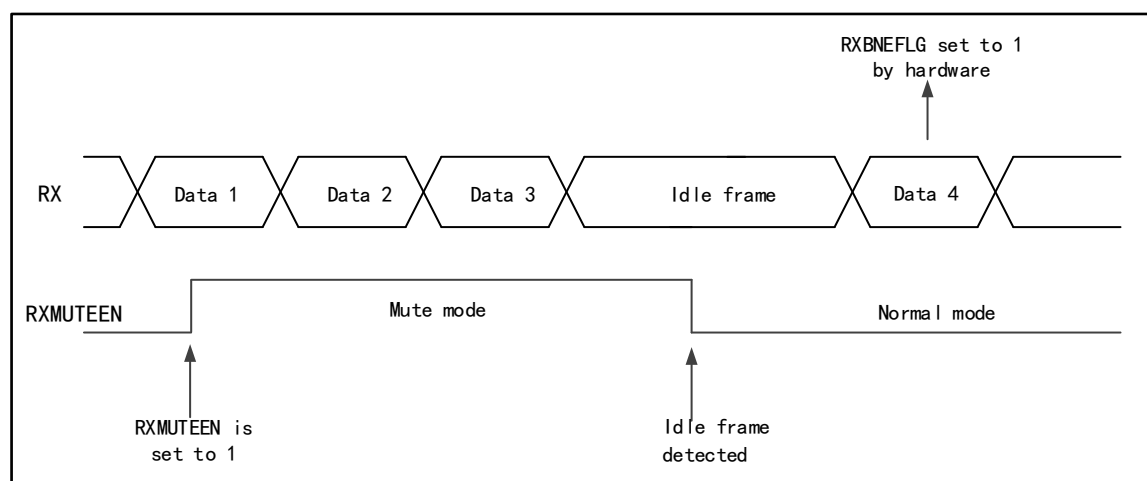 RXBNEFLG set to 1
by hardware
RX
Data 1
Data 2
Data 3
Idle frame
Data 4
RXMUTEEN
Mute mode
Normal mode
RXMUTEEN is
set to 1
Idle frame
detected